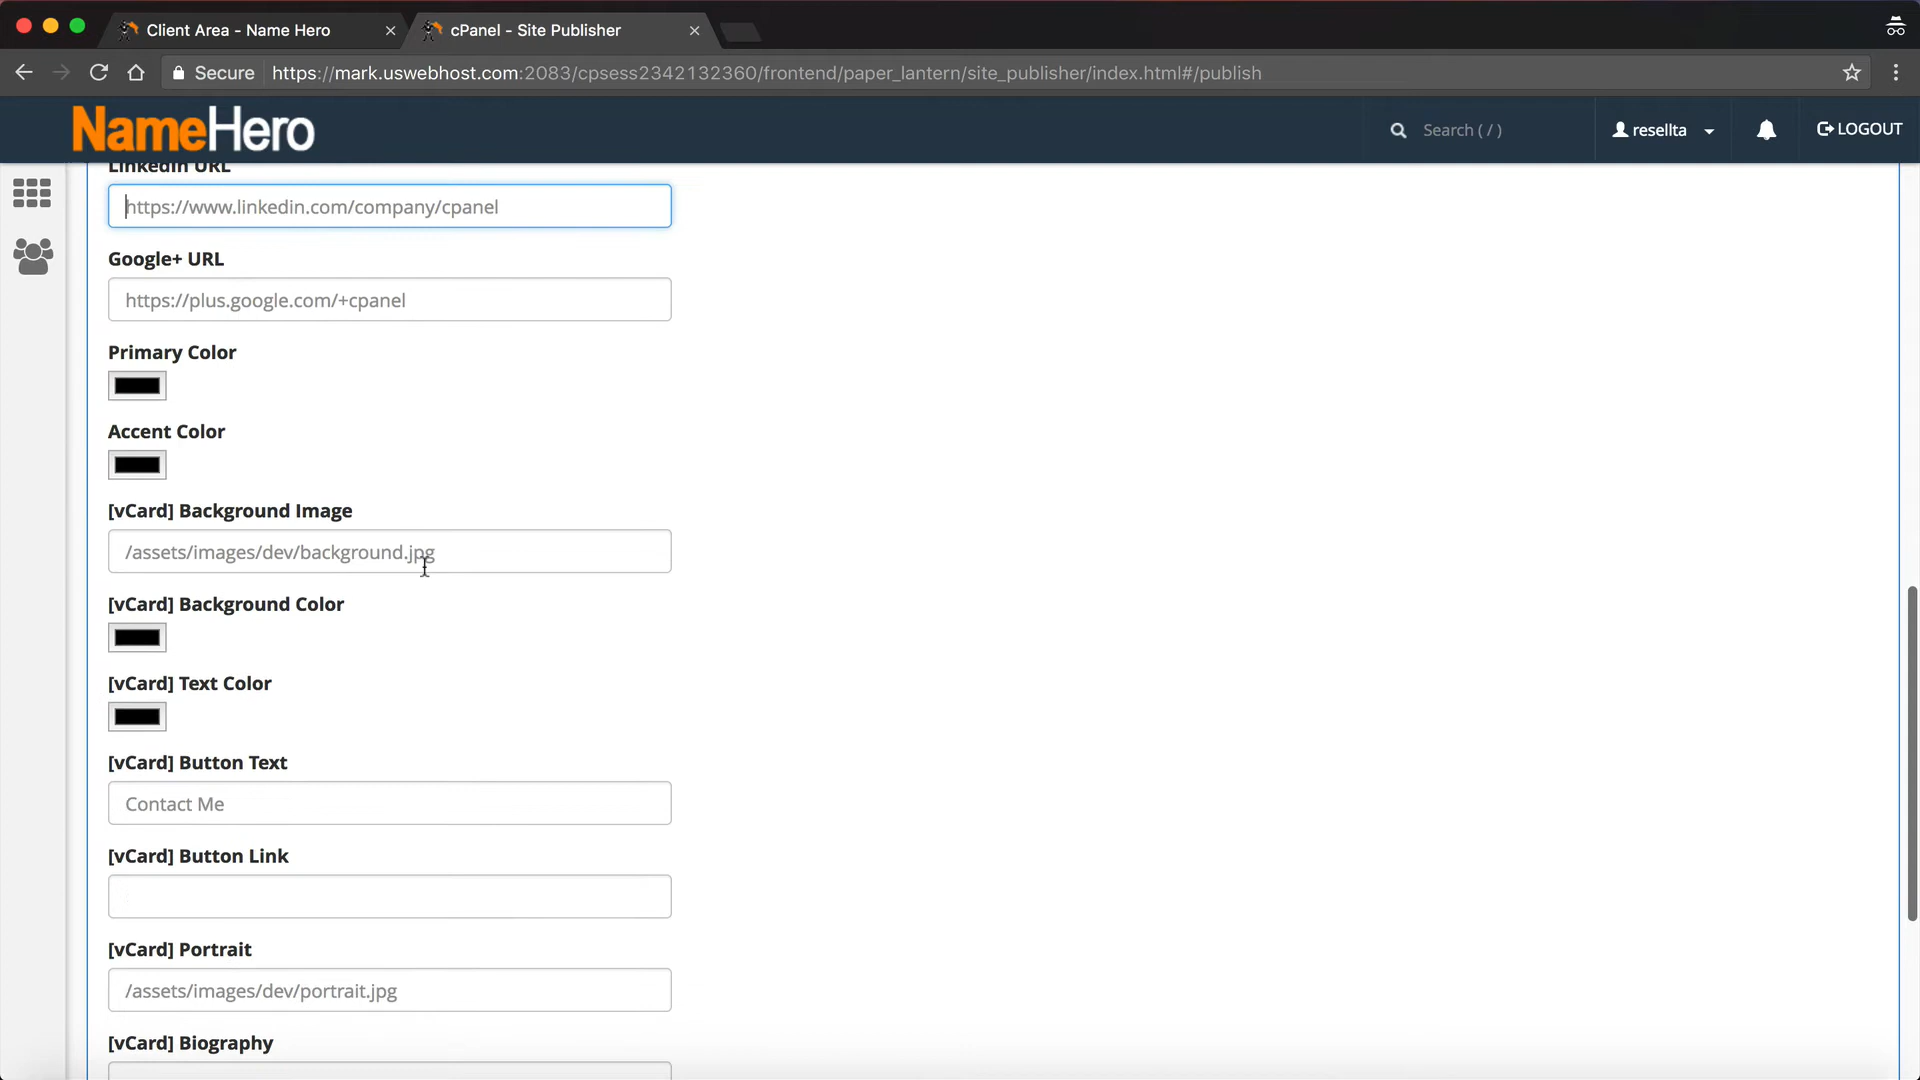 Client Area - Name Hero
cPanel - Site Publisher
Secure
https://mark.uswebhost.com:2083/cpsess2342132360/frontend/paper_lantern/site_publisher/index.html#/publish
NameHero
Search ( / )
resellta
LOGOUT
LinkedIn URL
https://www.linkedin.com/company/cpanel
Google+ URL
https://plus.google.com/+cpanel
Primary Color
Accent Color
[vCard] Background Image
/assets/images/dev/background.jpg
[vCard] Background Color
[vCard] Text Color
[vCard] Button Text
Contact Me
[vCard] Button Link
[vCard] Portrait
/assets/images/dev/portrait.jpg
[vCard] Biography